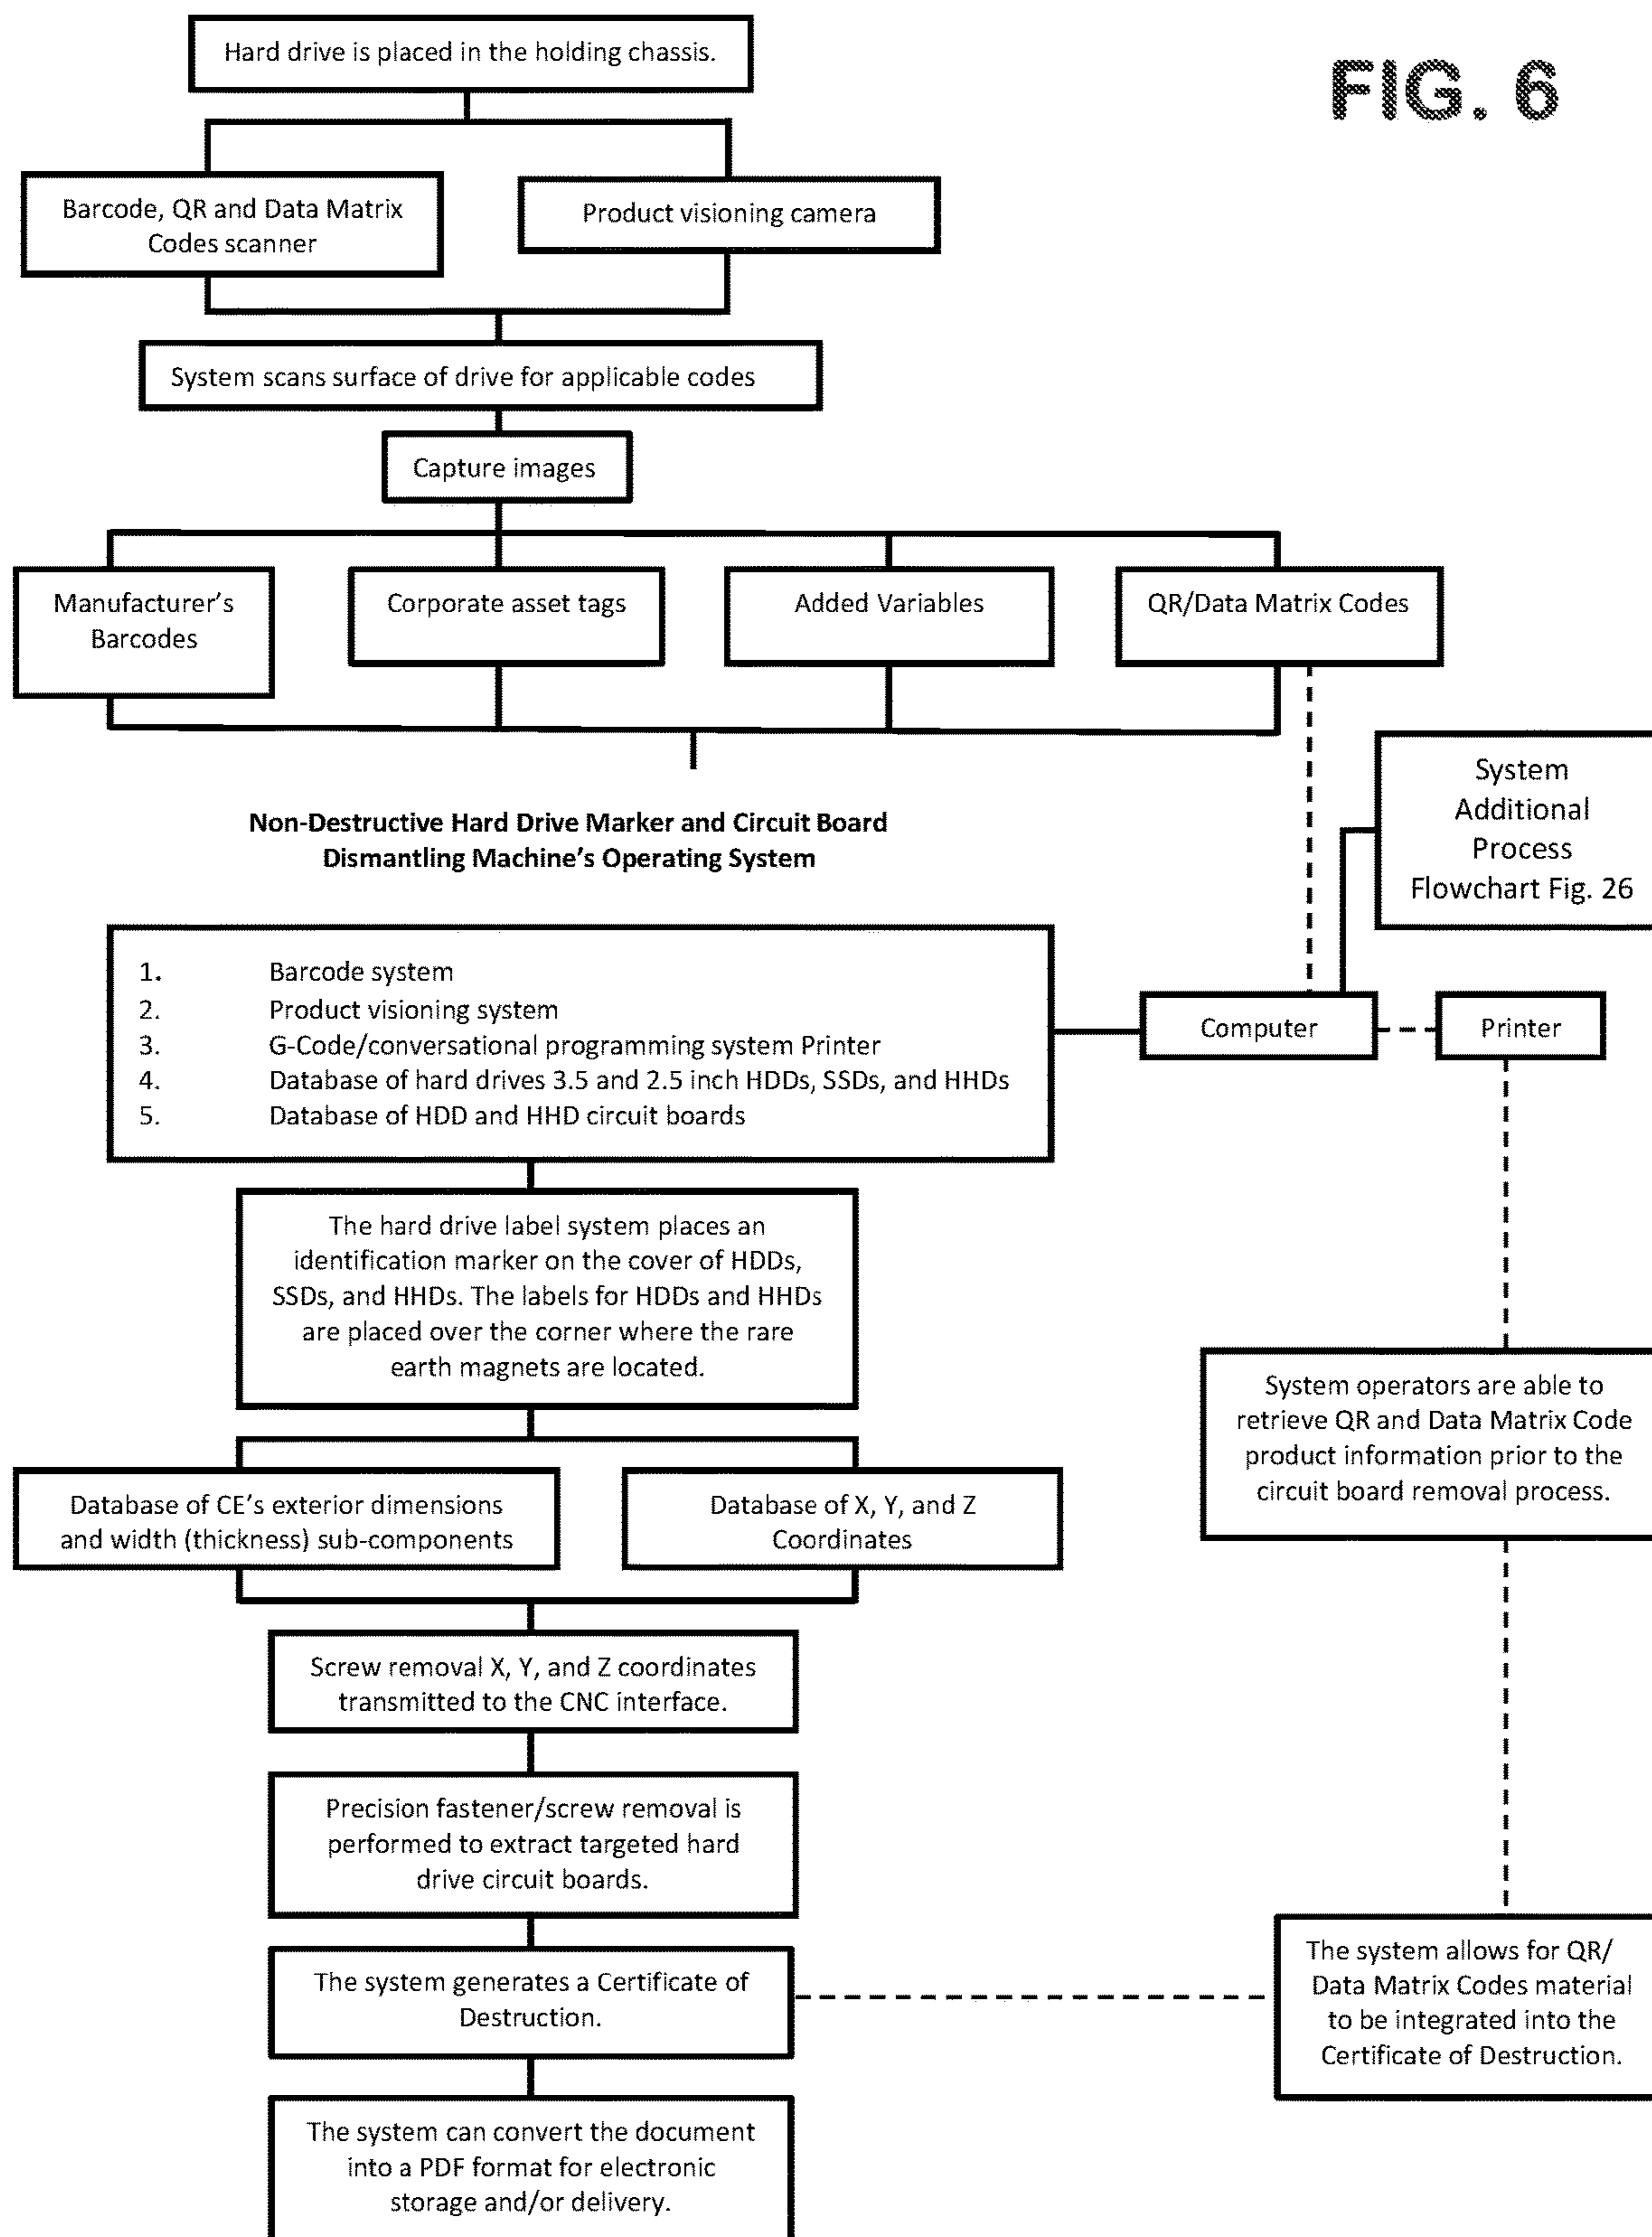 FIG. 6
Hard drive is placed in the holding chassis.
Barcode, QR and Data Matrix
Codes scanner
Product visioning camera
System scans surface of drive for applicable codes
Capture images
Manufacturer's
Barcodes
Corporate asset tags
Added Variables
QR/Data Matrix Codes
System
Additional
Process
Flowchart Fig. 26
Non-Destructive Hard Drive Marker and Circuit Board
Dismantling Machine's Operating System
1. Barcode system
2. Product visioning system
3. G-Code/conversational programming system Printer
4. Database of hard drives 3.5 and 2.5 inch HDDs, SSDs, and HHDs
5. Database of HDD and HHD circuit boards
Computer
Printer
The hard drive label system places an
identification marker on the cover of HDDs,
SSDs, and HHDs. The labels for HDDs and HHDs
are placed over the corner where the rare
earth magnets are located.
System operators are able to
retrieve QR and Data Matrix Code
product information prior to the
circuit board removal process.
Database of CE's exterior dimensions
and width (thickness) sub-components
Database of X, Y, and Z
Coordinates
Screw removal X, Y, and Z coordinates
transmitted to the CNC interface.
Precision fastener/screw removal is
performed to extract targeted hard
drive circuit boards.
The system generates a Certificate of
Destruction.
The system allows for QR/
Data Matrix Codes material
to be integrated into the
Certificate of Destruction.
The system can convert the document
into a PDF format for electronic
storage and/or delivery.